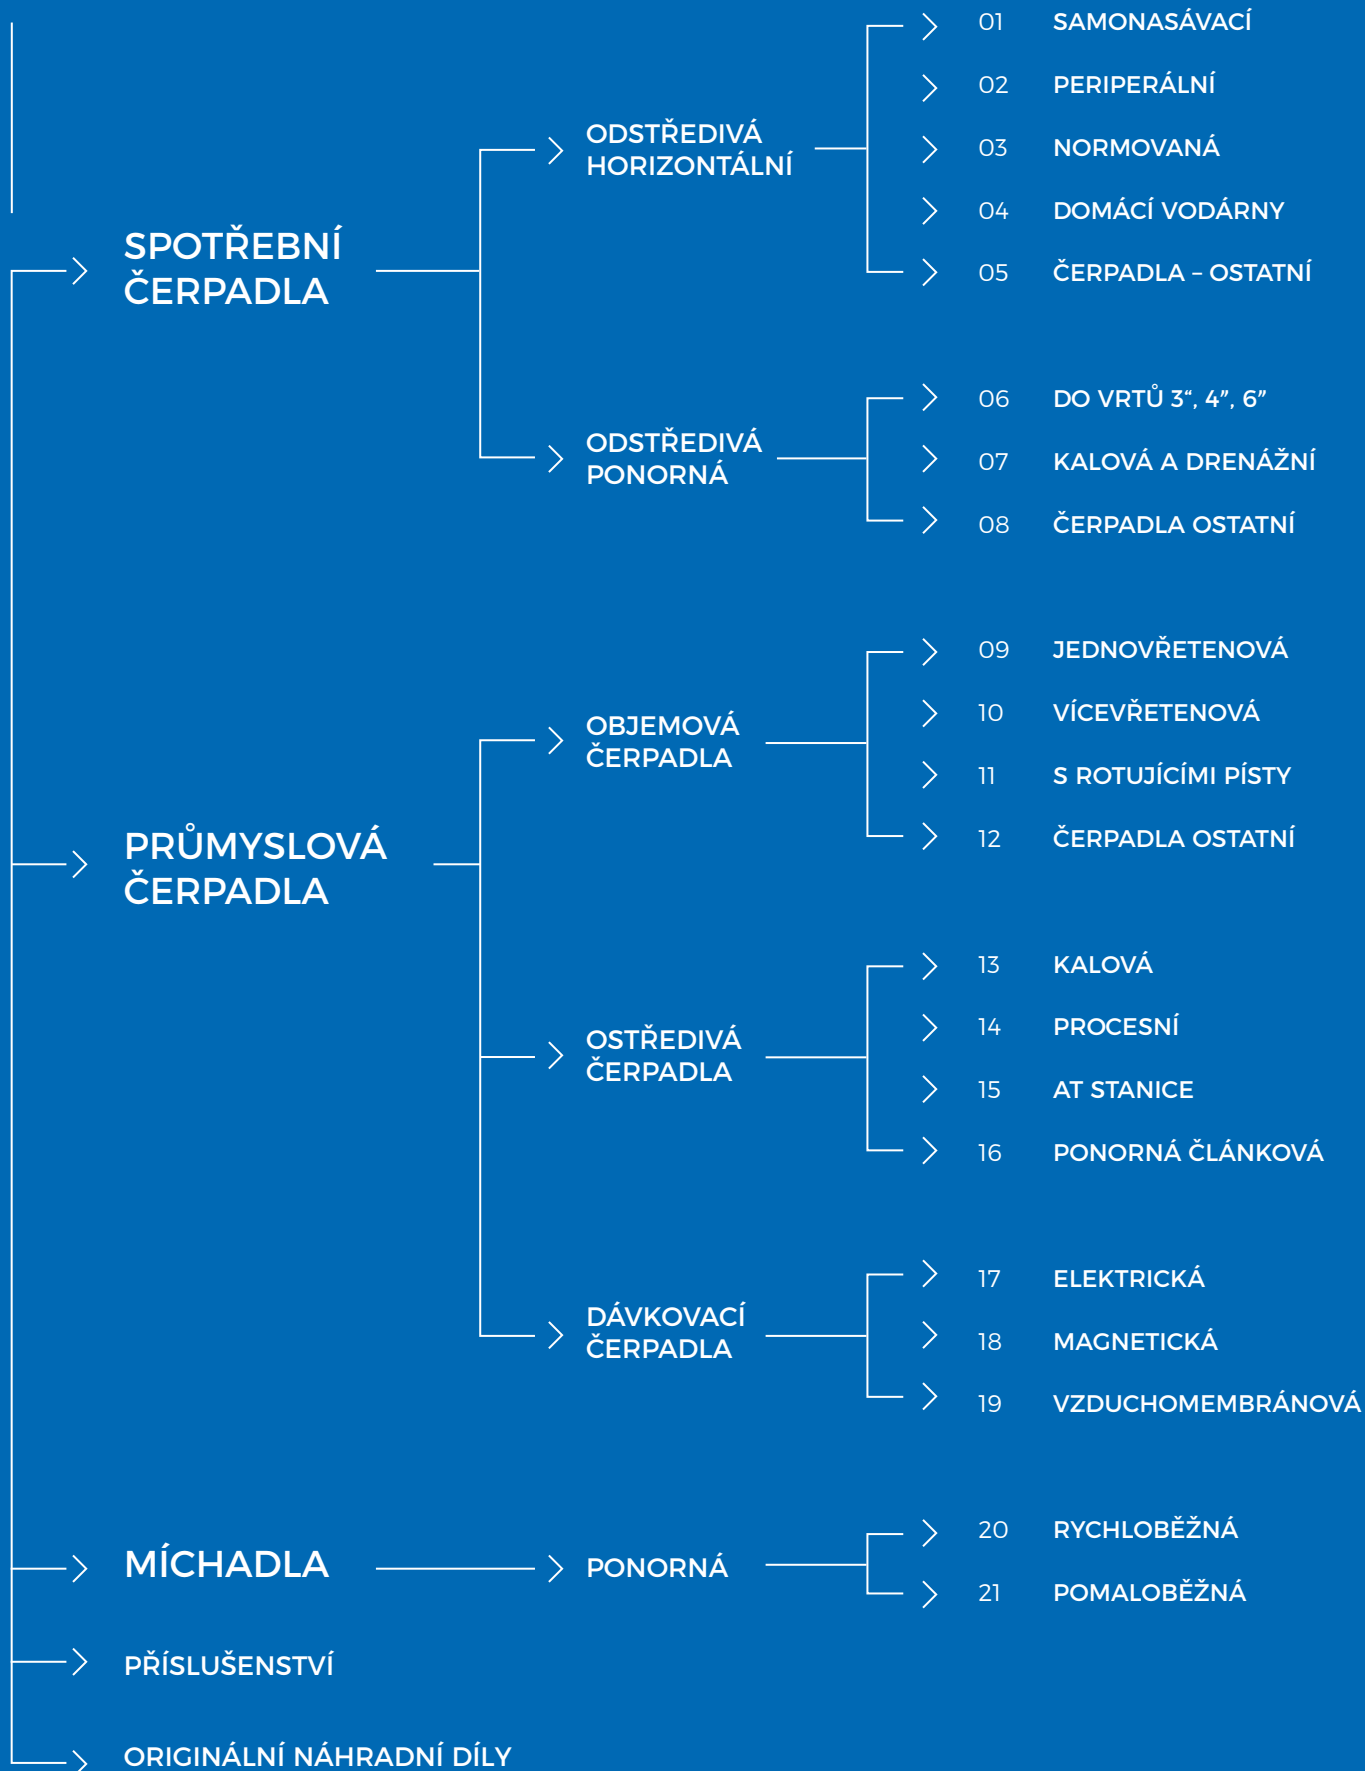 SPOTŘEBNÍ
ČERPADLA
ODSTŘEDIVÁ
HORIZONTÁLNÍ
01 SAMONASÁVACÍ
02 PERIPERÁLNÍ
03 NORMOVANÁ
04 DOMÁCÍ VODÁRNY
05 ČERPADLA – OSTATNÍ
ODSTŘEDIVÁ
PONORNÁ
06 DO VRTŮ 3“, 4”, 6”
07 KALOVÁ A DRENÁŽNÍ
08 ČERPADLA OSTATNÍ
PRŮMYSLOVÁ
ČERPADLA
OBJEMOVÁ
ČERPADLA
09 JEDNOVŘETENOVÁ
10 VÍCEVŘETENOVÁ
11 S ROTUJÍCÍMI PÍSTY
12 ČERPADLA OSTATNÍ
OSTŘEDIVÁ
ČERPADLA
13 KALOVÁ
14 PROCESNÍ
15 AT STANICE
16 PONORNÁ ČLÁNKOVÁ
DÁVKOVACÍ
ČERPADLA
17 ELEKTRICKÁ
18 MAGNETICKÁ
19 VZDUCHOMEMBRÁNOVÁ
MÍCHADLA
PONORNÁ
20 RYCHLOBĚŽNÁ
21 POMALOBĚŽNÁ
PŘÍSLUŠENSTVÍ
ORIGINÁLNÍ NÁHRADNÍ DÍLY